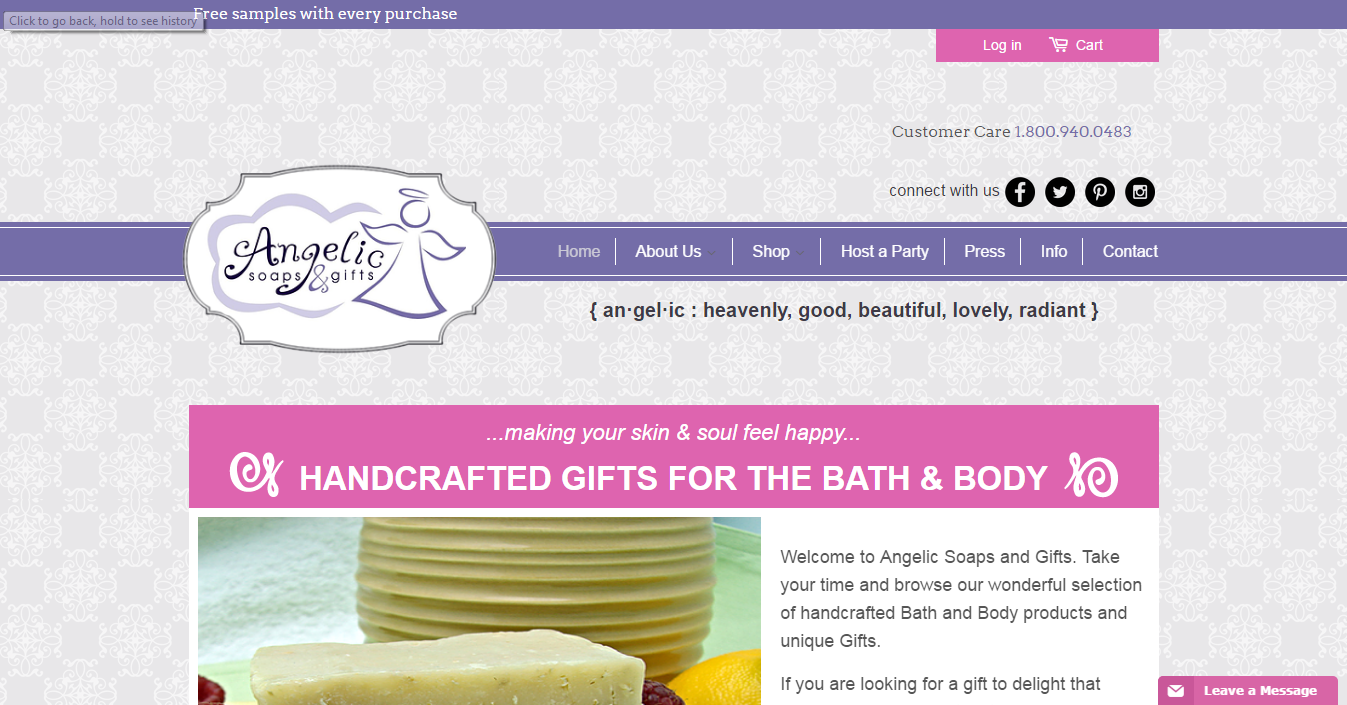 Free samples with every purchase
Click to go back, hold to see history
Log in
Cart
Customer Care 1.800.940.0483
connect with us
Angelic
soaps & gifts
Home
About Us
Shop
Host a Party
Press
Info
Contact
{ an·gel·ic : heavenly, good, beautiful, lovely, radiant }
...making your skin & soul feel happy...
HANDCRAFTED GIFTS FOR THE BATH & BODY
Welcome to Angelic Soaps and Gifts. Take
your time and browse our wonderful selection
of handcrafted Bath and Body products and
unique Gifts.
If you are looking for a gift to delight that
Leave a Message